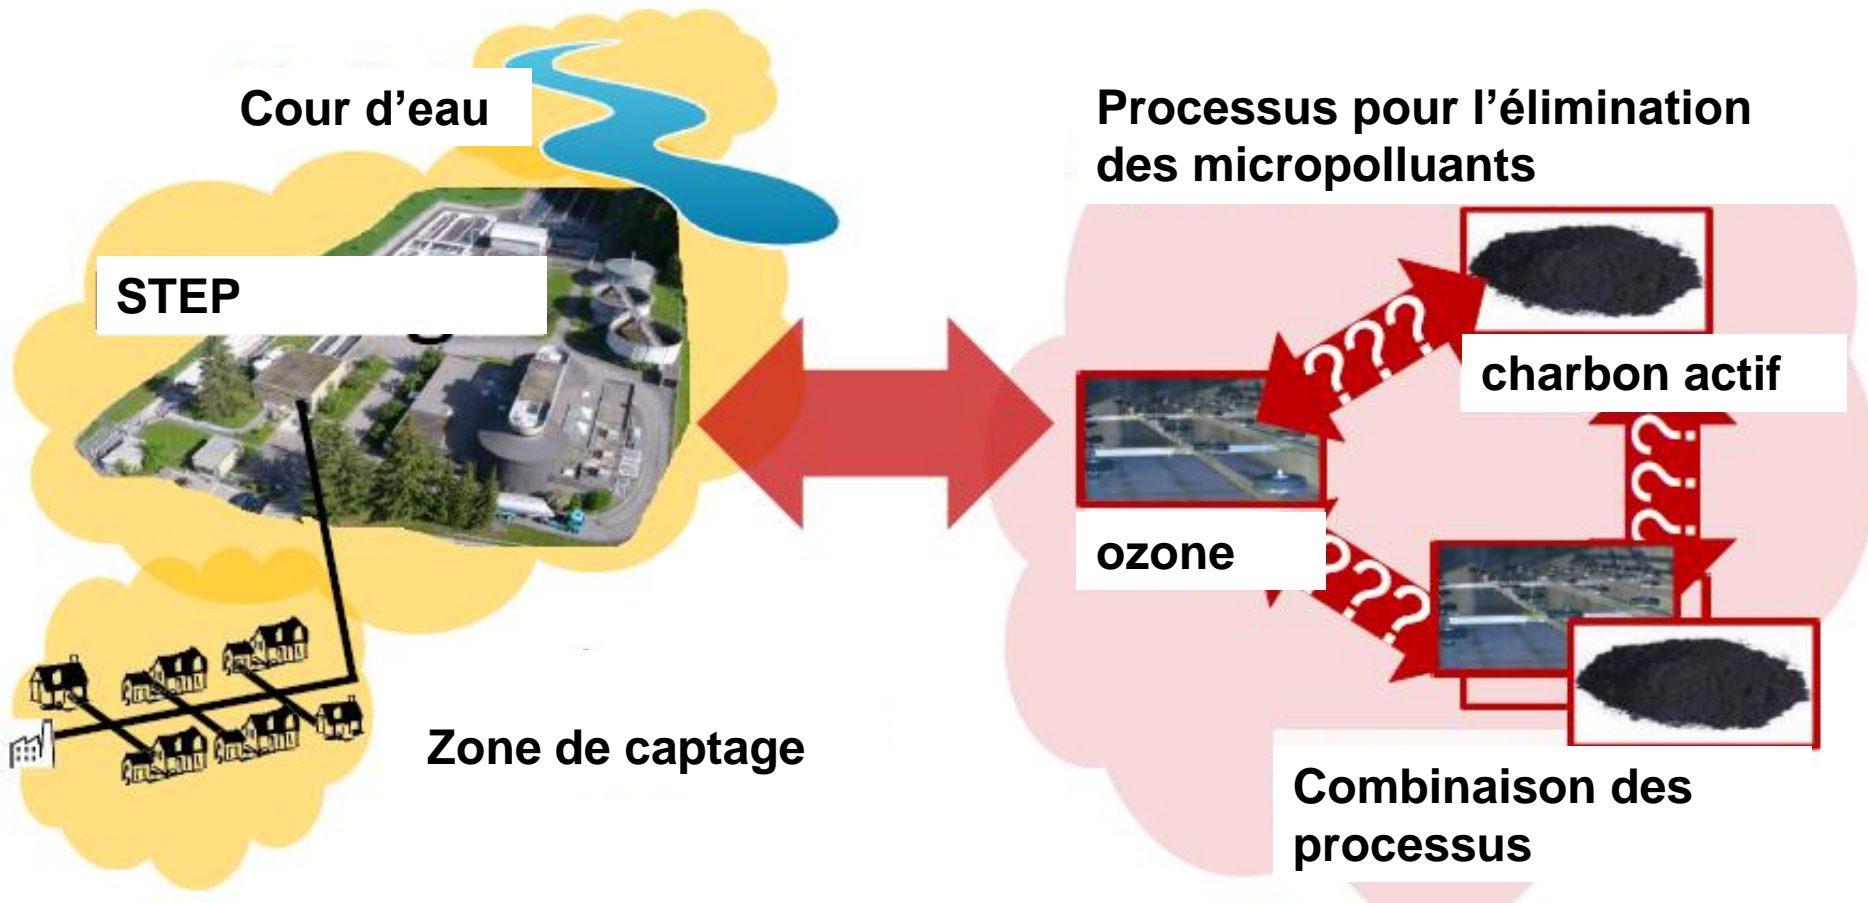 Cour d’eau
STEP
Zone de captage
Processus pour l’élimination
des micropolluants
charbon actif
???
ozone
???
???
Combinaison des
processus